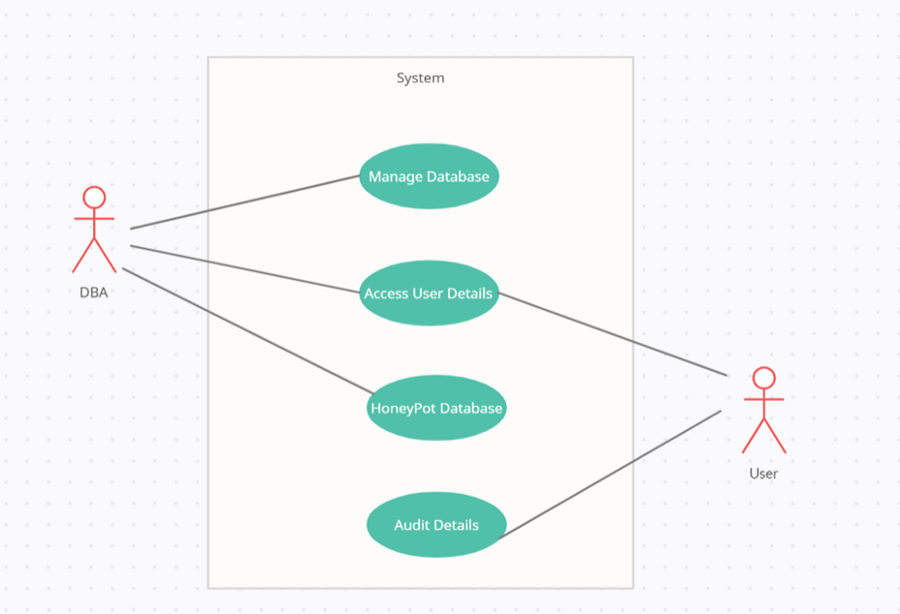 System
Manage Database
DBA
Access User Details
HoneyPot Database
User
Audit Details